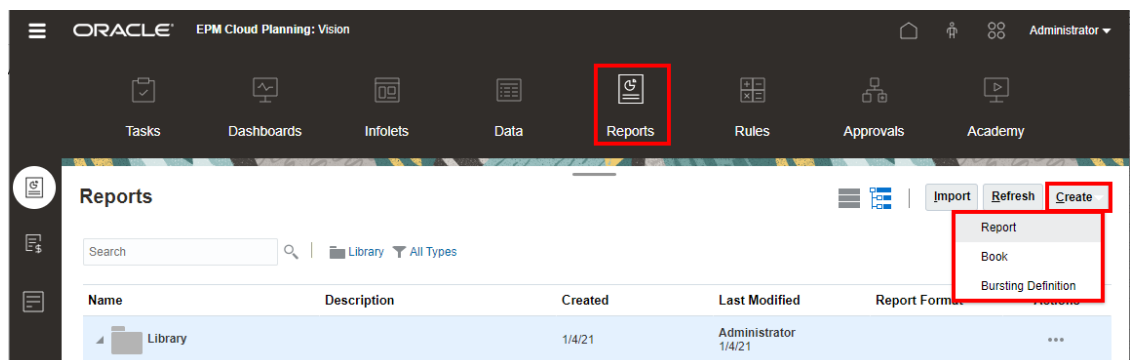 ORACLE® EPM Cloud Planning: Vision Administrator
Tasks Dashboards Infolets Data Reports Rules Approvals Academy
Reports Import Refresh Create
Search Library All Types
Report
Book
Bursting Definition
Name Description Created Last Modified Report Format Actions
Library 1/4/21 Administrator
1/4/21